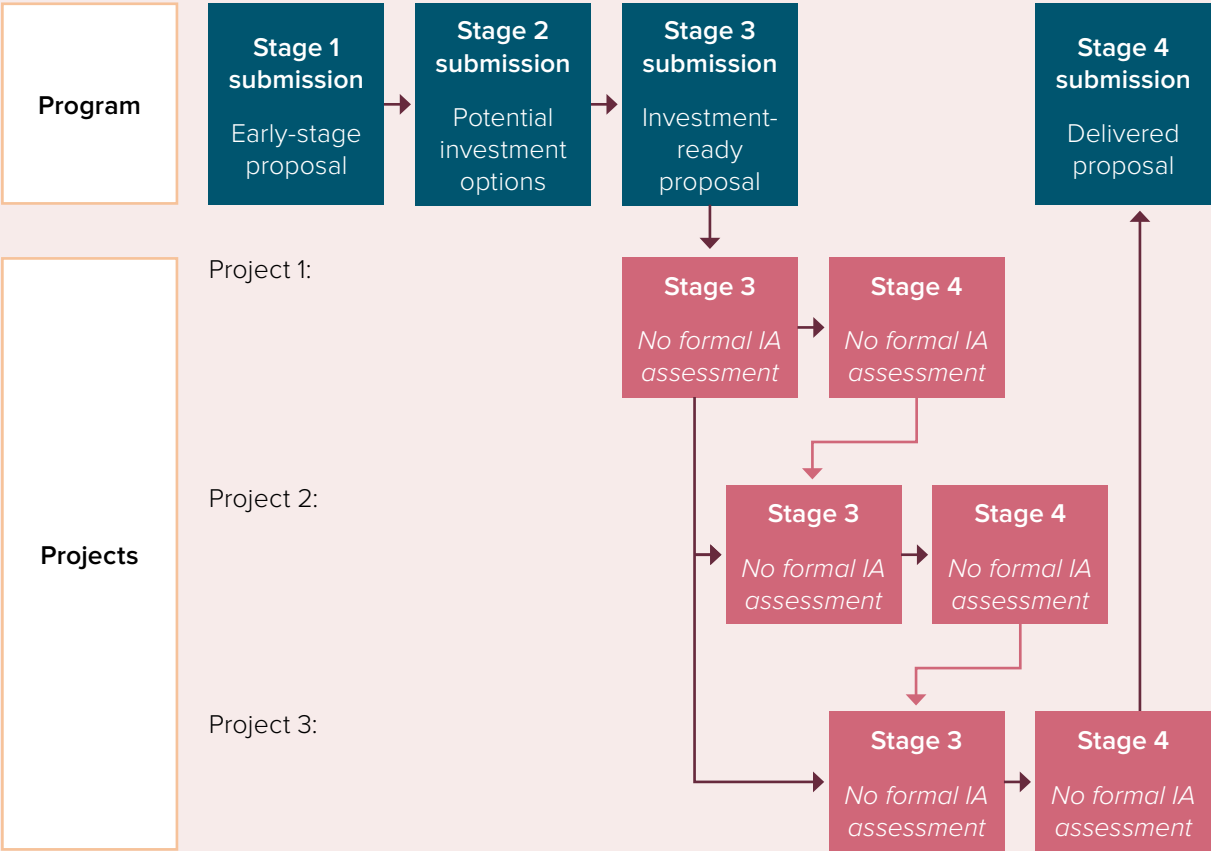 Program
Stage 1
submission
Early-stage
proposal
Stage 2
submission
Potential
investment
options
Stage 3
submission
Investment-
ready
proposal
Stage 4
submission
Delivered
proposal
Projects
Project 1:
Stage 3
No formal IA
assessment
Stage 4
No formal IA
assessment
Project 2:
Stage 3
No formal IA
assessment
Stage 4
No formal IA
assessment
Project 3:
Stage 3
No formal IA
assessment
Stage 4
No formal IA
assessment